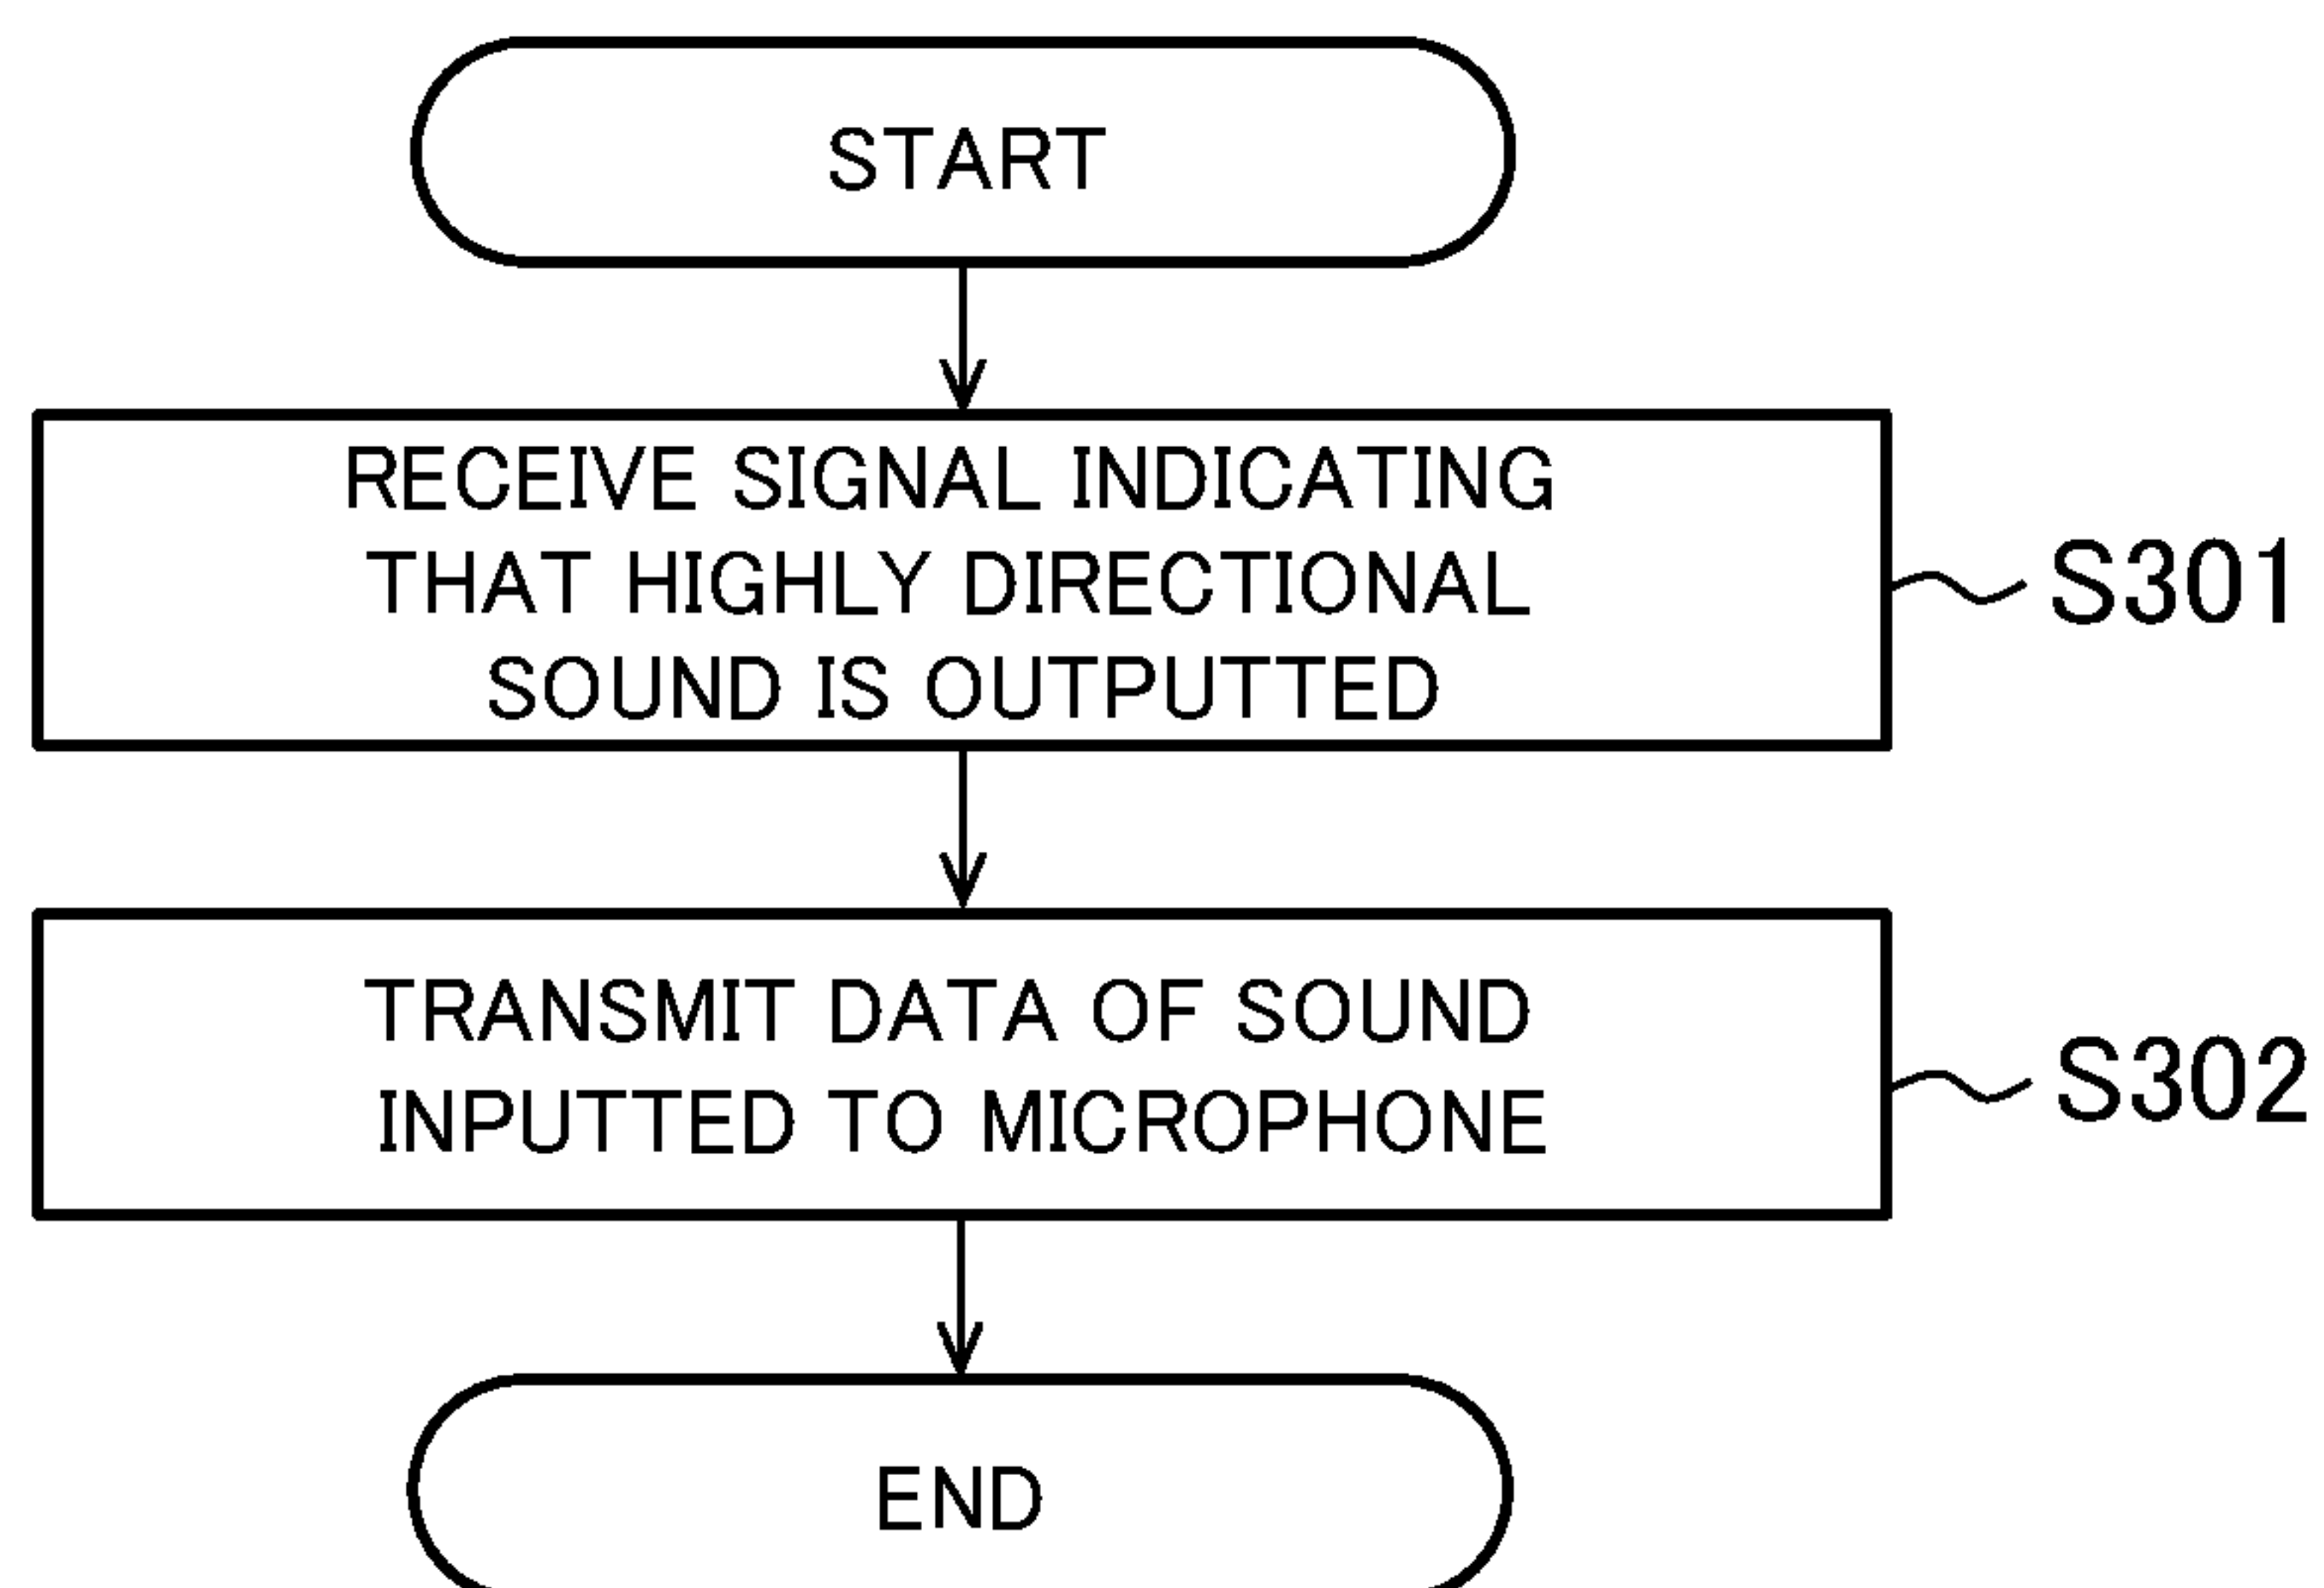 START
RECEIVE SIGNAL INDICATING
THAT HIGHLY DIRECTIONAL
SOUND IS OUTPUTTED
S301
TRANSMIT DATA OF SOUND
INPUTTED TO MICROPHONE
S302
END